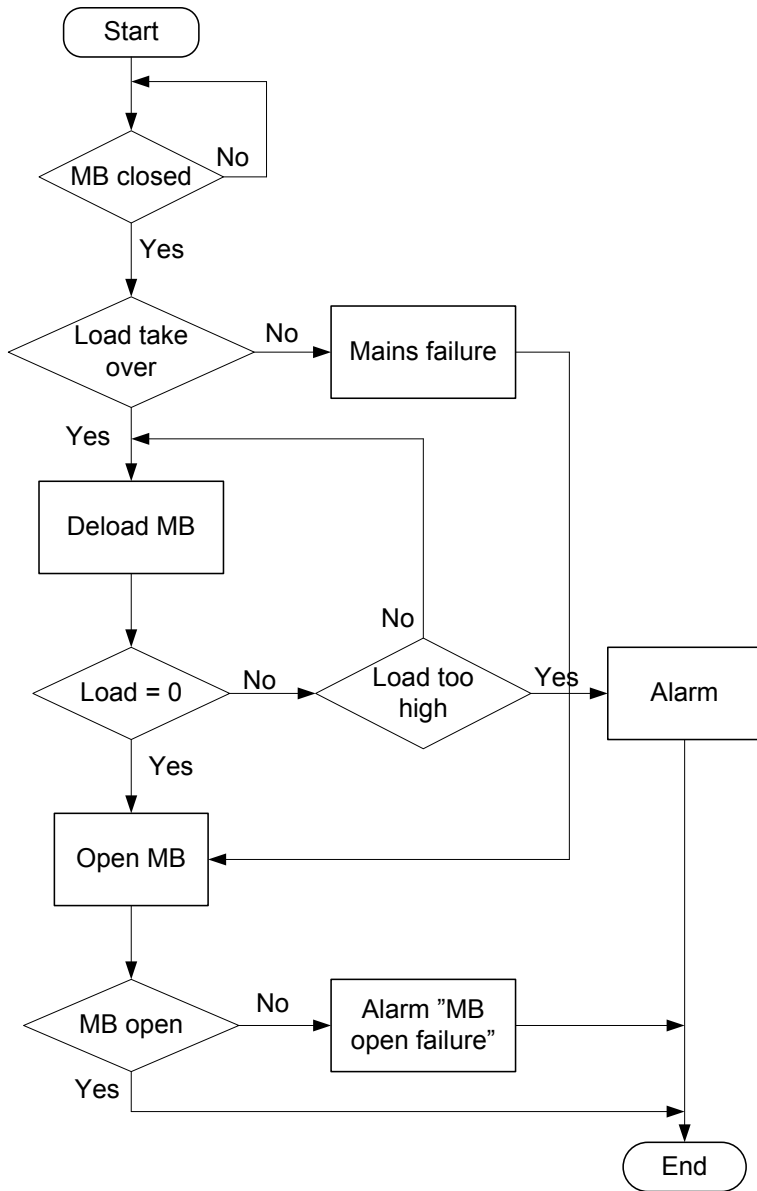 Start
MB closed
No
Yes
Load take
over
No
Mains failure
Yes
Deload MB
No
Load = 0
No
Load too
high
Yes
Alarm
Yes
Open MB
MB open
No
Alarm ”MB
open failure”
Yes
End